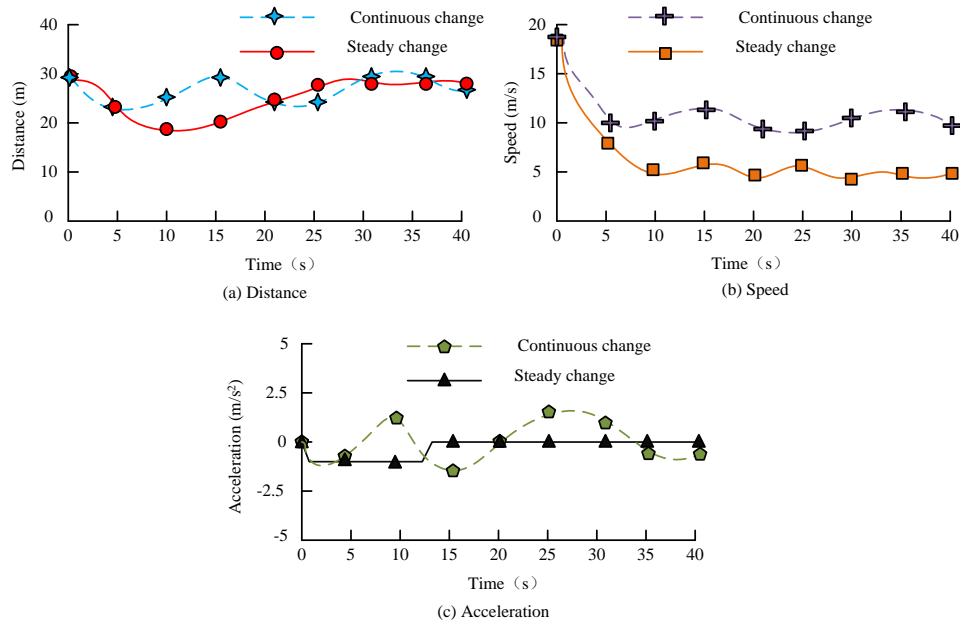 Continuous change
Steady change
40
30
20
10
0
Distance (m)
0 5 10 15 20 25 30 35 40
Time（s）
(a) Distance
Continuous change
Steady change
20
15
10
5
0
Speed (m/s)
0 5 10 15 20 25 30 35 40
Time（s）
(b) Speed
Continuous change
Steady change
5
2.5
0
-2.5
-5
Acceleration (m/s²)
0 5 10 15 20 25 30 35 40
Time（s）
(c) Acceleration